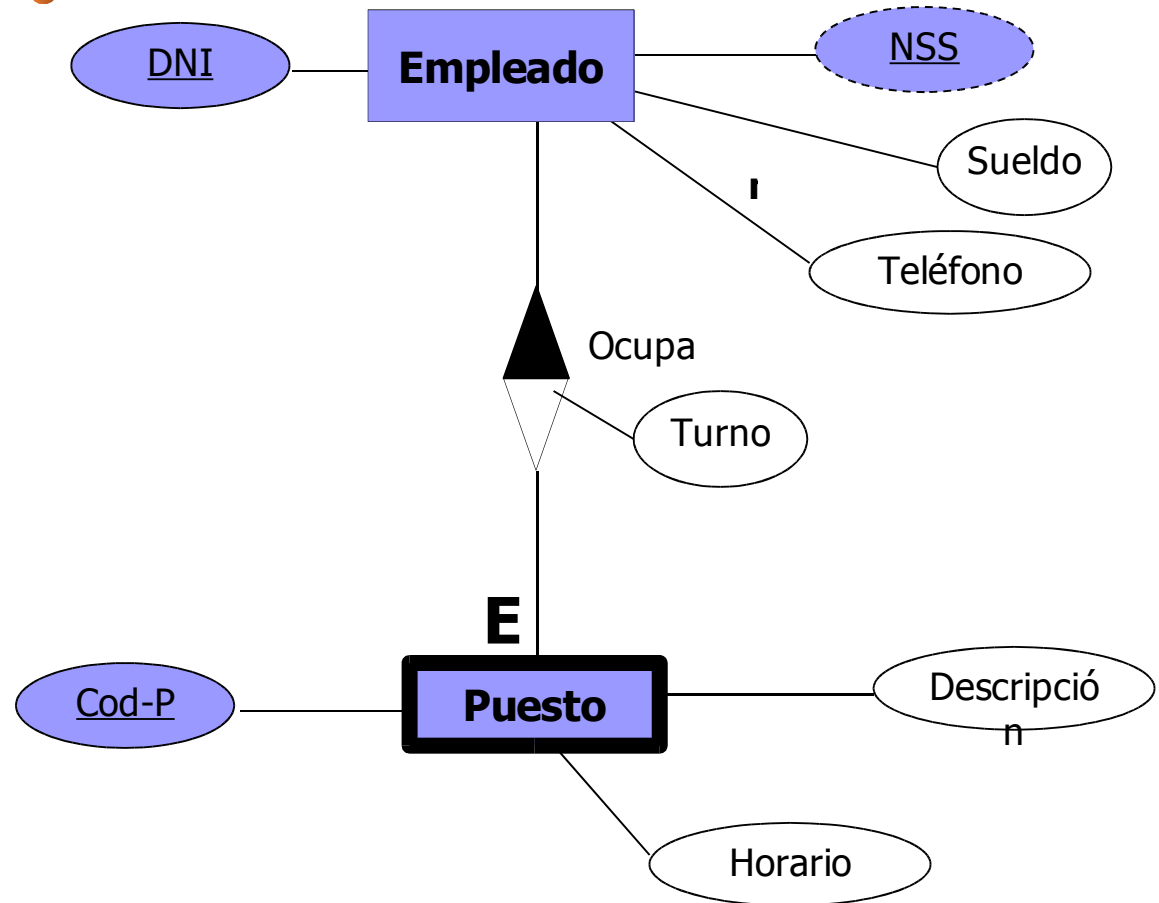 DNI
Empleado
NSS
Sueldo
Teléfono
Ocupa
Turno
E
Cod-P
Puesto
Descripció
n
Horario